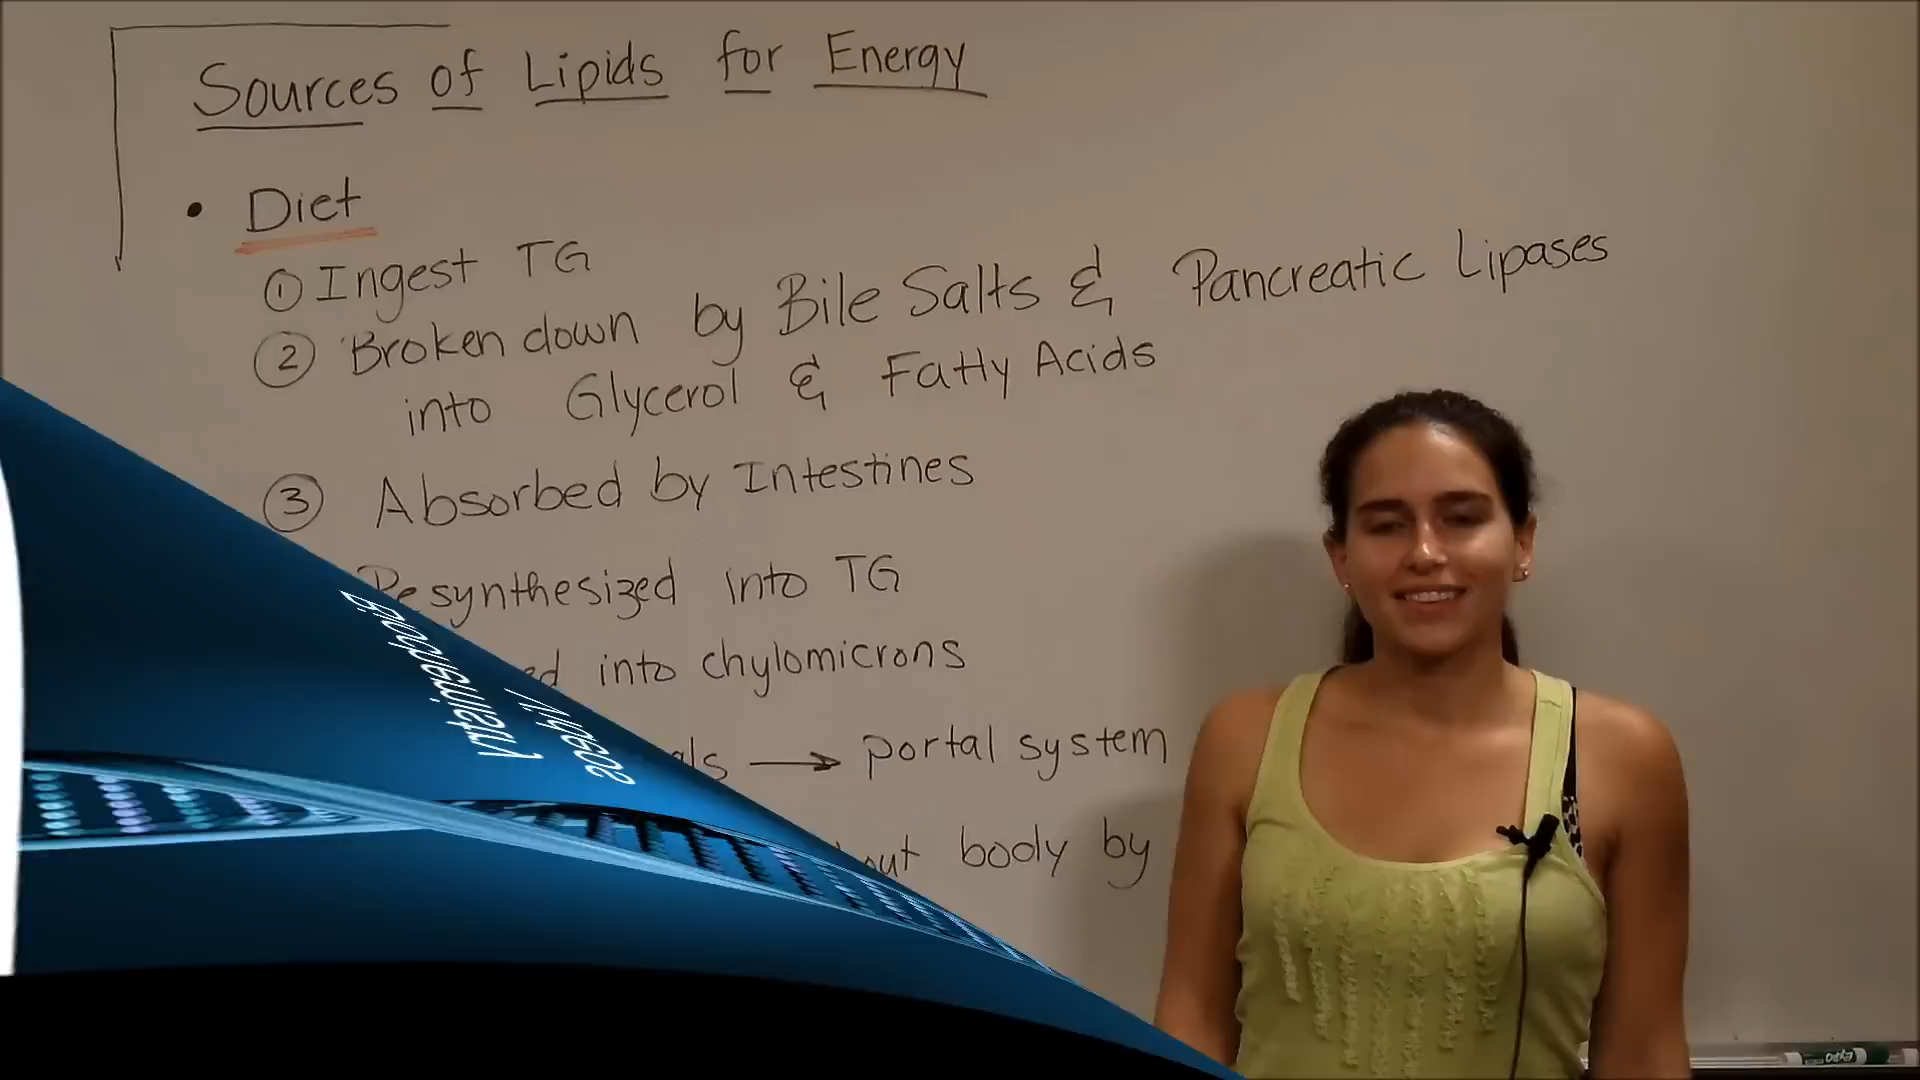 Sources of Lipids for Energy
• Diet
① Ingest TG
② Broken down by Bile Salts & Pancreatic Lipases
into Glycerol & Fatty Acids
③ Absorbed by Intestines
Resynthesized into TG
into chylomicrons
→ portal system
body by
EXPO